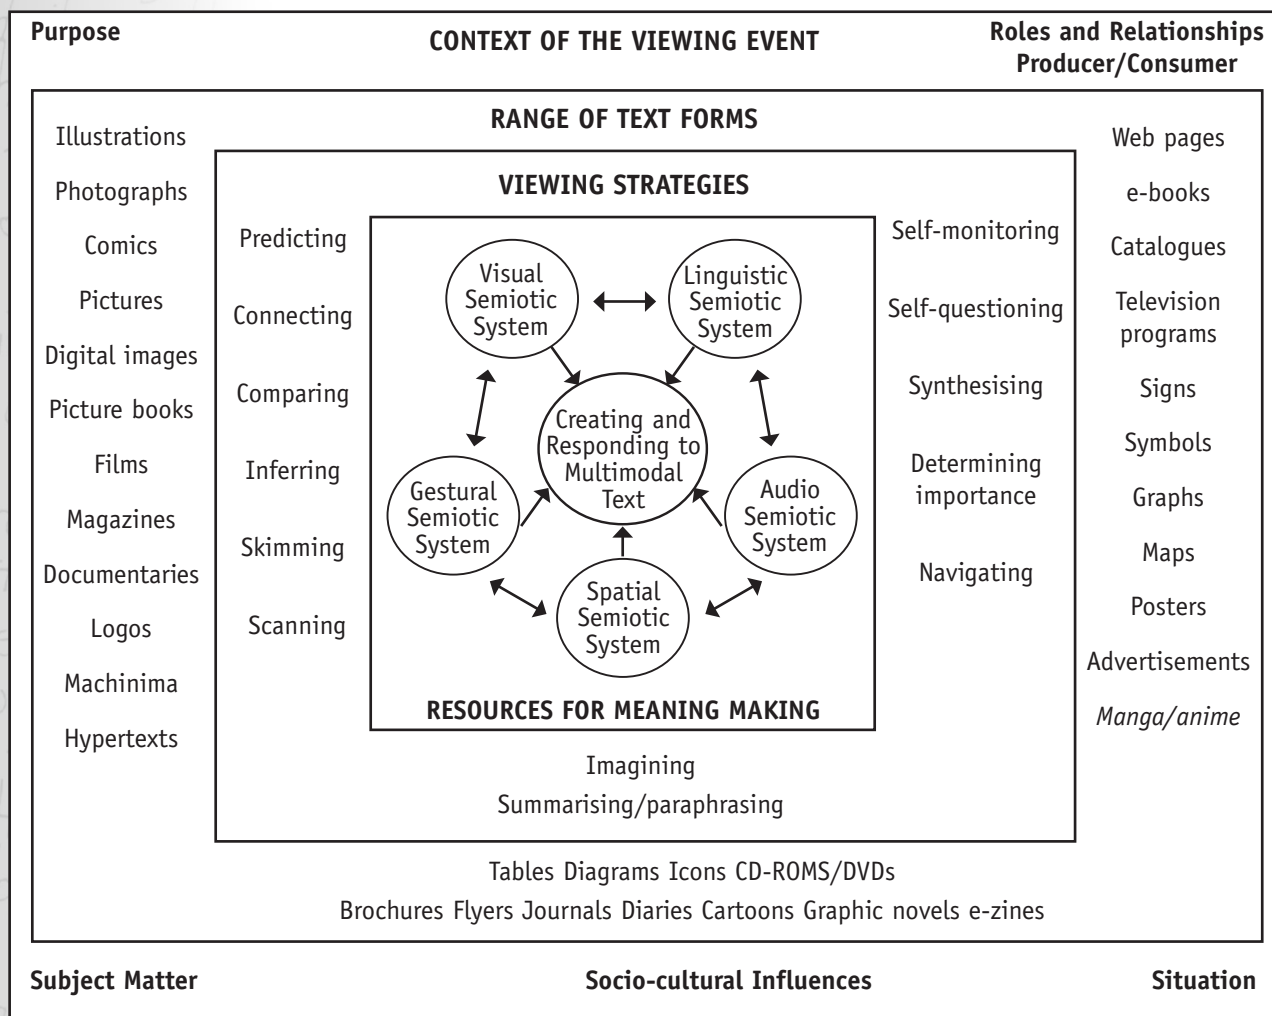 Purpose
CONTEXT OF THE VIEWING EVENT
Roles and Relationships
Producer/Consumer
RANGE OF TEXT FORMS
Illustrations
Photographs
Comics
Pictures
Digital images
Picture books
Films
Magazines
Documentaries
Logos
Machinima
Hypertexts
VIEWING STRATEGIES
Predicting
Connecting
Comparing
Inferring
Skimming
Scanning
Visual
Semiotic
System
Linguistic
Semiotic
System
Creating and
Responding to
Multimodal
Text
Gestural
Semiotic
System
Audio
Semiotic
System
Spatial
Semiotic
System
RESOURCES FOR MEANING MAKING
Self-monitoring
Self-questioning
Synthesising
Determining
importance
Navigating
Imagining
Summarising/paraphrasing
Web pages
e-books
Catalogues
Television
programs
Signs
Symbols
Graphs
Maps
Posters
Advertisements
Manga/anime
Tables Diagrams Icons CD-ROMS/DVDs
Brochures Flyers Journals Diaries Cartoons Graphic novels e-zines
Subject Matter
Socio-cultural Influences
Situation